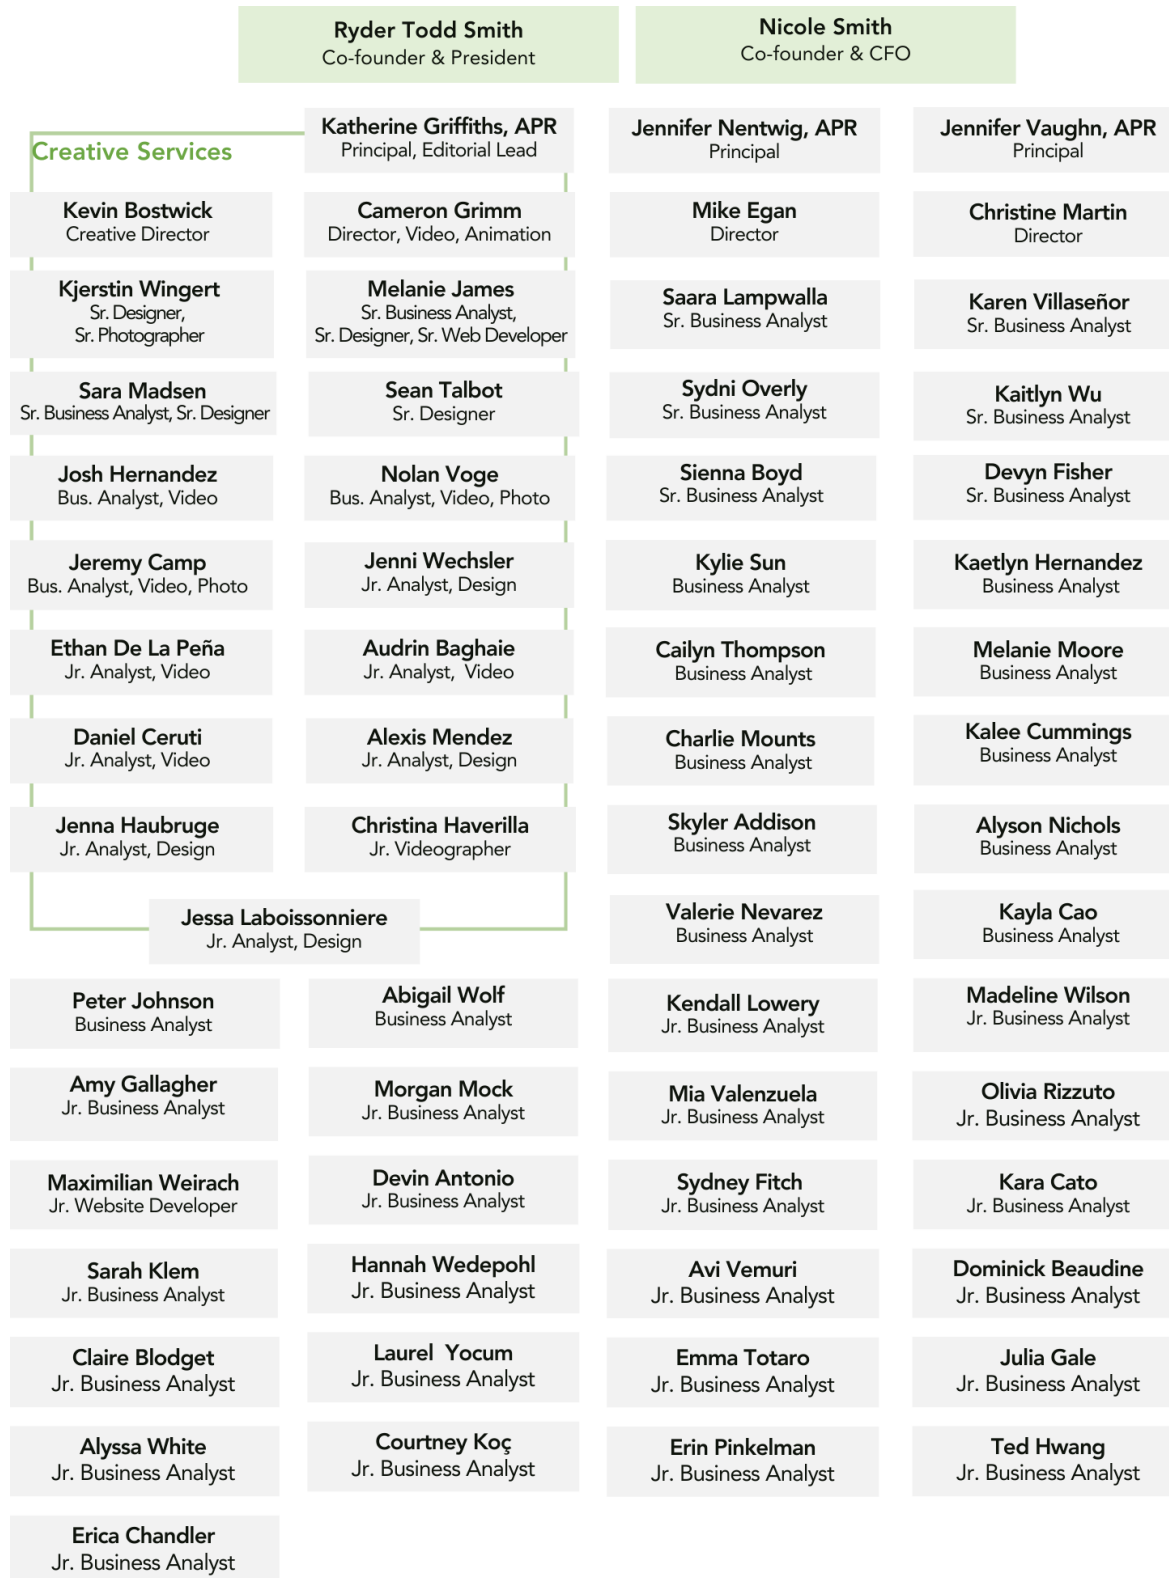 Ryder Todd Smith
Co-founder & President
Nicole Smith
Co-founder & CFO
Katherine Griffiths, APR
Principal, Editorial Lead
Jennifer Nentwig, APR
Principal
Jennifer Vaughn, APR
Principal
Creative Services
Kevin Bostwick
Creative Director
Cameron Grimm
Director, Video, Animation
Mike Egan
Director
Christine Martin
Director
Kjerstin Wingert
Sr. Designer,
Sr. Photographer
Melanie James
Sr. Business Analyst,
Sr. Designer, Sr. Web Developer
Saara Lampwalla
Sr. Business Analyst
Karen Villaseñor
Sr. Business Analyst
Sara Madsen
Sr. Business Analyst, Sr. Designer
Sean Talbot
Sr. Designer
Sydni Overly
Sr. Business Analyst
Kaitlyn Wu
Sr. Business Analyst
Josh Hernandez
Bus. Analyst, Video
Nolan Voge
Bus. Analyst, Video, Photo
Sienna Boyd
Sr. Business Analyst
Devyn Fisher
Sr. Business Analyst
Jeremy Camp
Bus. Analyst, Video, Photo
Jenni Wechsler
Jr. Analyst, Design
Kylie Sun
Business Analyst
Kaetlyn Hernandez
Business Analyst
Ethan De La Peña
Jr. Analyst, Video
Audrin Baghaie
Jr. Analyst, Video
Cailyn Thompson
Business Analyst
Melanie Moore
Business Analyst
Daniel Ceruti
Jr. Analyst, Video
Alexis Mendez
Jr. Analyst, Design
Charlie Mounts
Business Analyst
Kalee Cummings
Business Analyst
Jenna Haubruge
Jr. Analyst, Design
Christina Haverilla
Jr. Videographer
Skyler Addison
Business Analyst
Alyson Nichols
Business Analyst
Jessa Laboissonniere
Jr. Analyst, Design
Valerie Nevarez
Business Analyst
Kayla Cao
Business Analyst
Peter Johnson
Business Analyst
Abigail Wolf
Business Analyst
Kendall Lowery
Jr. Business Analyst
Madeline Wilson
Jr. Business Analyst
Amy Gallagher
Jr. Business Analyst
Morgan Mock
Jr. Business Analyst
Mia Valenzuela
Jr. Business Analyst
Olivia Rizzuto
Jr. Business Analyst
Maximilian Weirach
Jr. Website Developer
Devin Antonio
Jr. Business Analyst
Sydney Fitch
Jr. Business Analyst
Kara Cato
Jr. Business Analyst
Sarah Klem
Jr. Business Analyst
Hannah Wedepohl
Jr. Business Analyst
Avi Vemuri
Jr. Business Analyst
Dominick Beaudine
Jr. Business Analyst
Claire Blodget
Jr. Business Analyst
Laurel Yocum
Jr. Business Analyst
Emma Totaro
Jr. Business Analyst
Julia Gale
Jr. Business Analyst
Alyssa White
Jr. Business Analyst
Courtney Koç
Jr. Business Analyst
Erin Pinkelman
Jr. Business Analyst
Ted Hwang
Jr. Business Analyst
Erica Chandler
Jr. Business Analyst